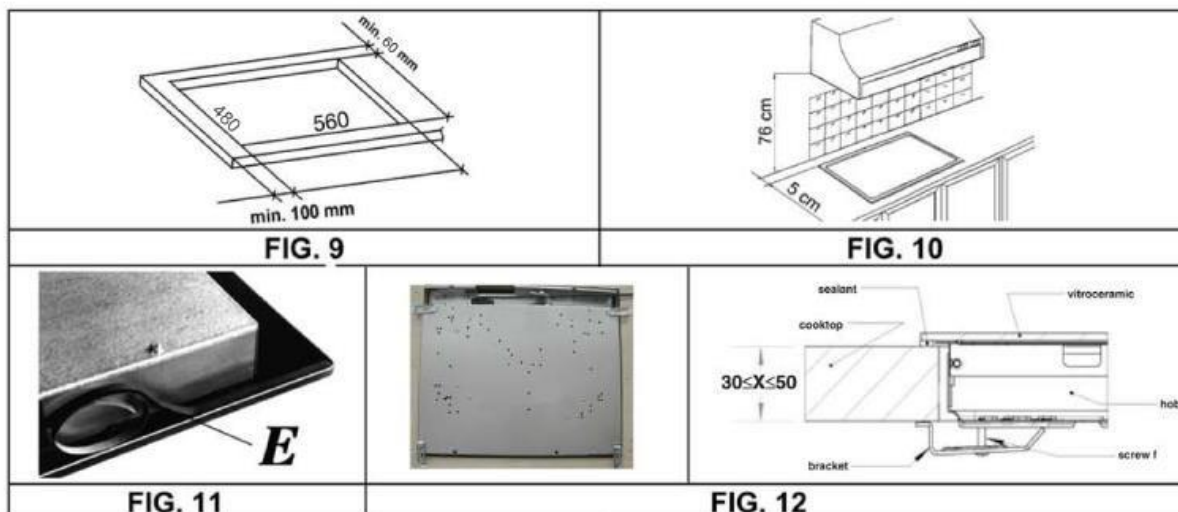 min. 60 mm
480
560
min. 100 mm
76 cm
5 cm
FIG. 9
FIG. 10
E
sealant
vitroceramic
cooktop
30≤X≤50
hob
bracket
screw f
FIG. 11
FIG. 12